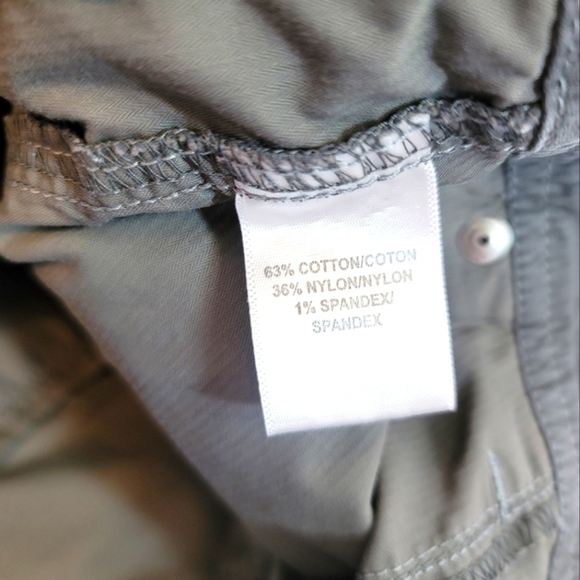 63% COTTON/COTON
36% NYLON/NYLON
1% SPANDEX/
SPANDEX